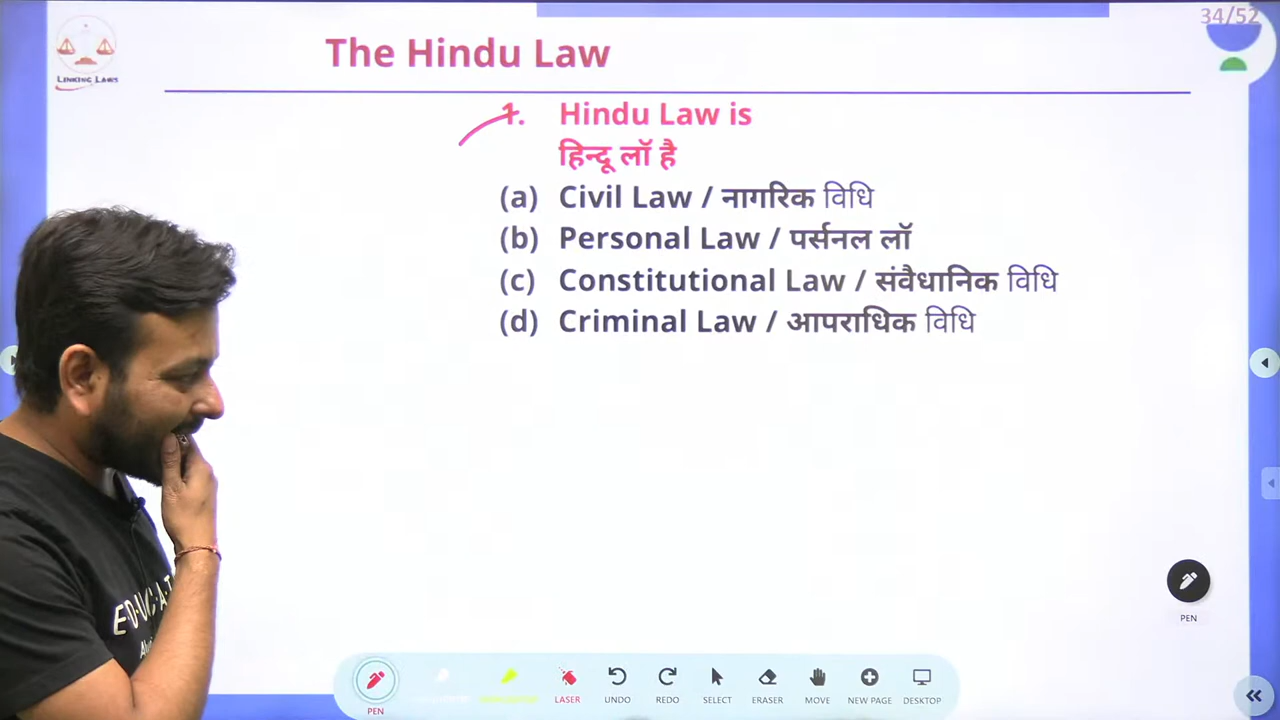 34/52
LINKING LAWS
The Hindu Law
1. Hindu Law is
हिन्दू लॉ है
(a) Civil Law / नागरिक विधि
(b) Personal Law / पर्सनल लॉ
(c) Constitutional Law / संवैधानिक विधि
(d) Criminal Law / आपराधिक विधि
PEN
PEN
LASER
UNDO
REDO
SELECT
ERASER
MOVE
NEW PAGE
DESKTOP